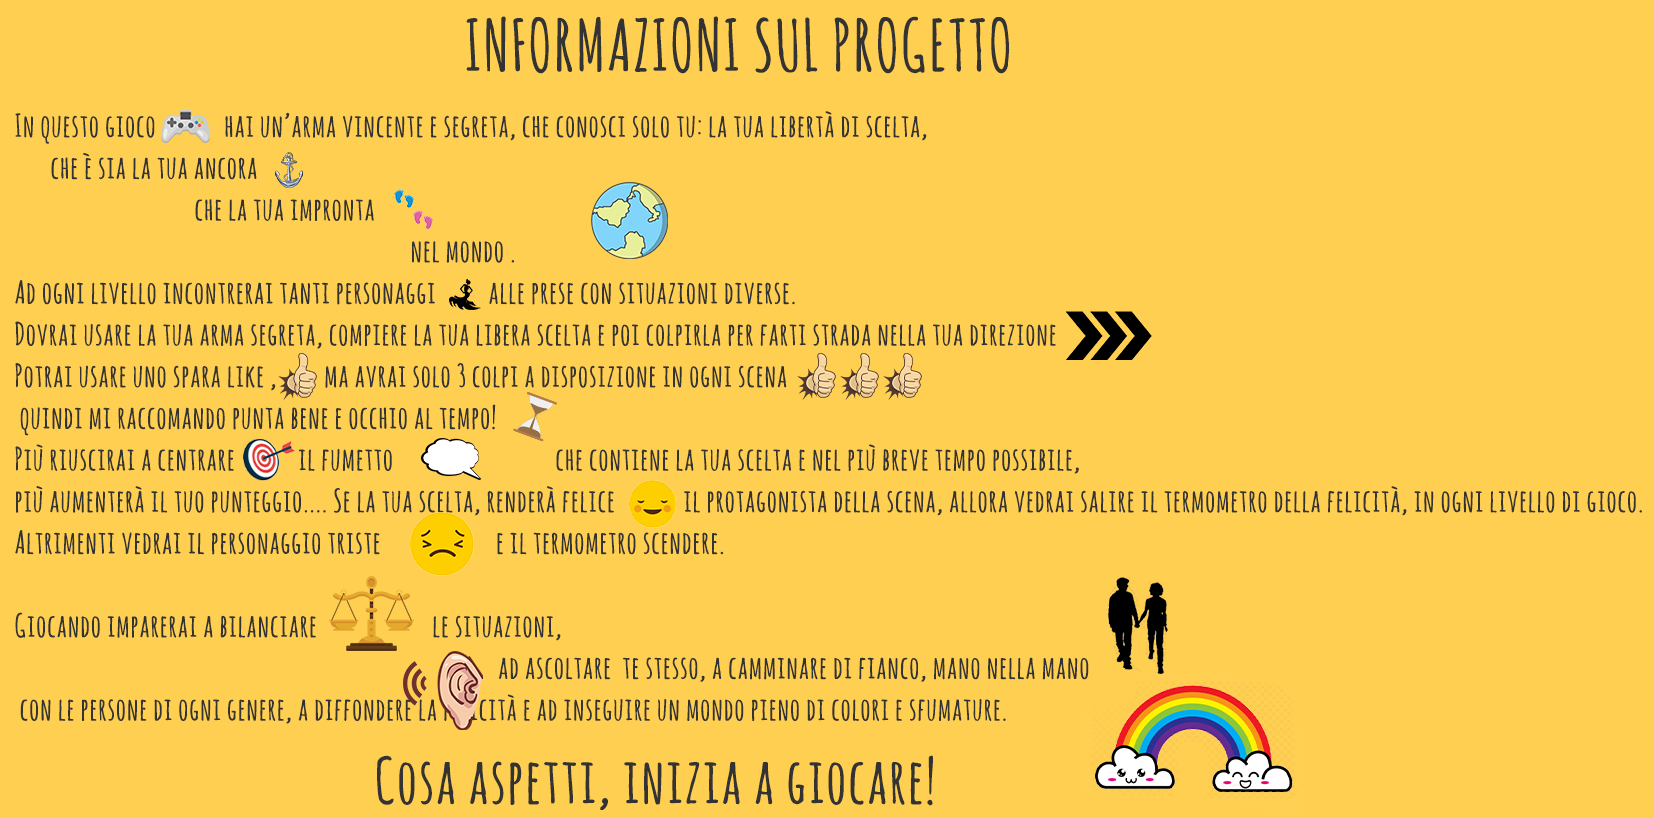 INFORMAZIONI SUL PROGETTO
In questo gioco hai un'arma vincente e segreta, che conosci solo tu: la tua libertà di scelta,
che è sia la tua ancora
che la tua impronta
nel mondo .
Ad ogni livello incontrerai tanti personaggi alle prese con situazioni diverse.
Dovrai usare la tua arma segreta, compiere la tua libera scelta e poi colpirla per farti strada nella tua direzione
Potrai usare uno spara like , ma avrai solo 3 colpi a disposizione in ogni scena
quindi mi raccomando punta bene e occhio al tempo!
Più riuscirai a centrare il fumetto che contiene la tua scelta e nel più breve tempo possibile,
più aumenterà il tuo punteggio.... Se la tua scelta, renderà felice il protagonista della scena, allora vedrai salire il termometro della felicità, in ogni livello di gioco.
Altrimenti vedrai il personaggio triste e il termometro scendere.
Giocando imparerai a bilanciare le situazioni,
ad ascoltare te stesso, a camminare di fianco, mano nella mano
con le persone di ogni genere, a diffondere la e ad inseguire un mondo pieno di colori e sfumature.
Cosa aspetti, inizia a giocare!